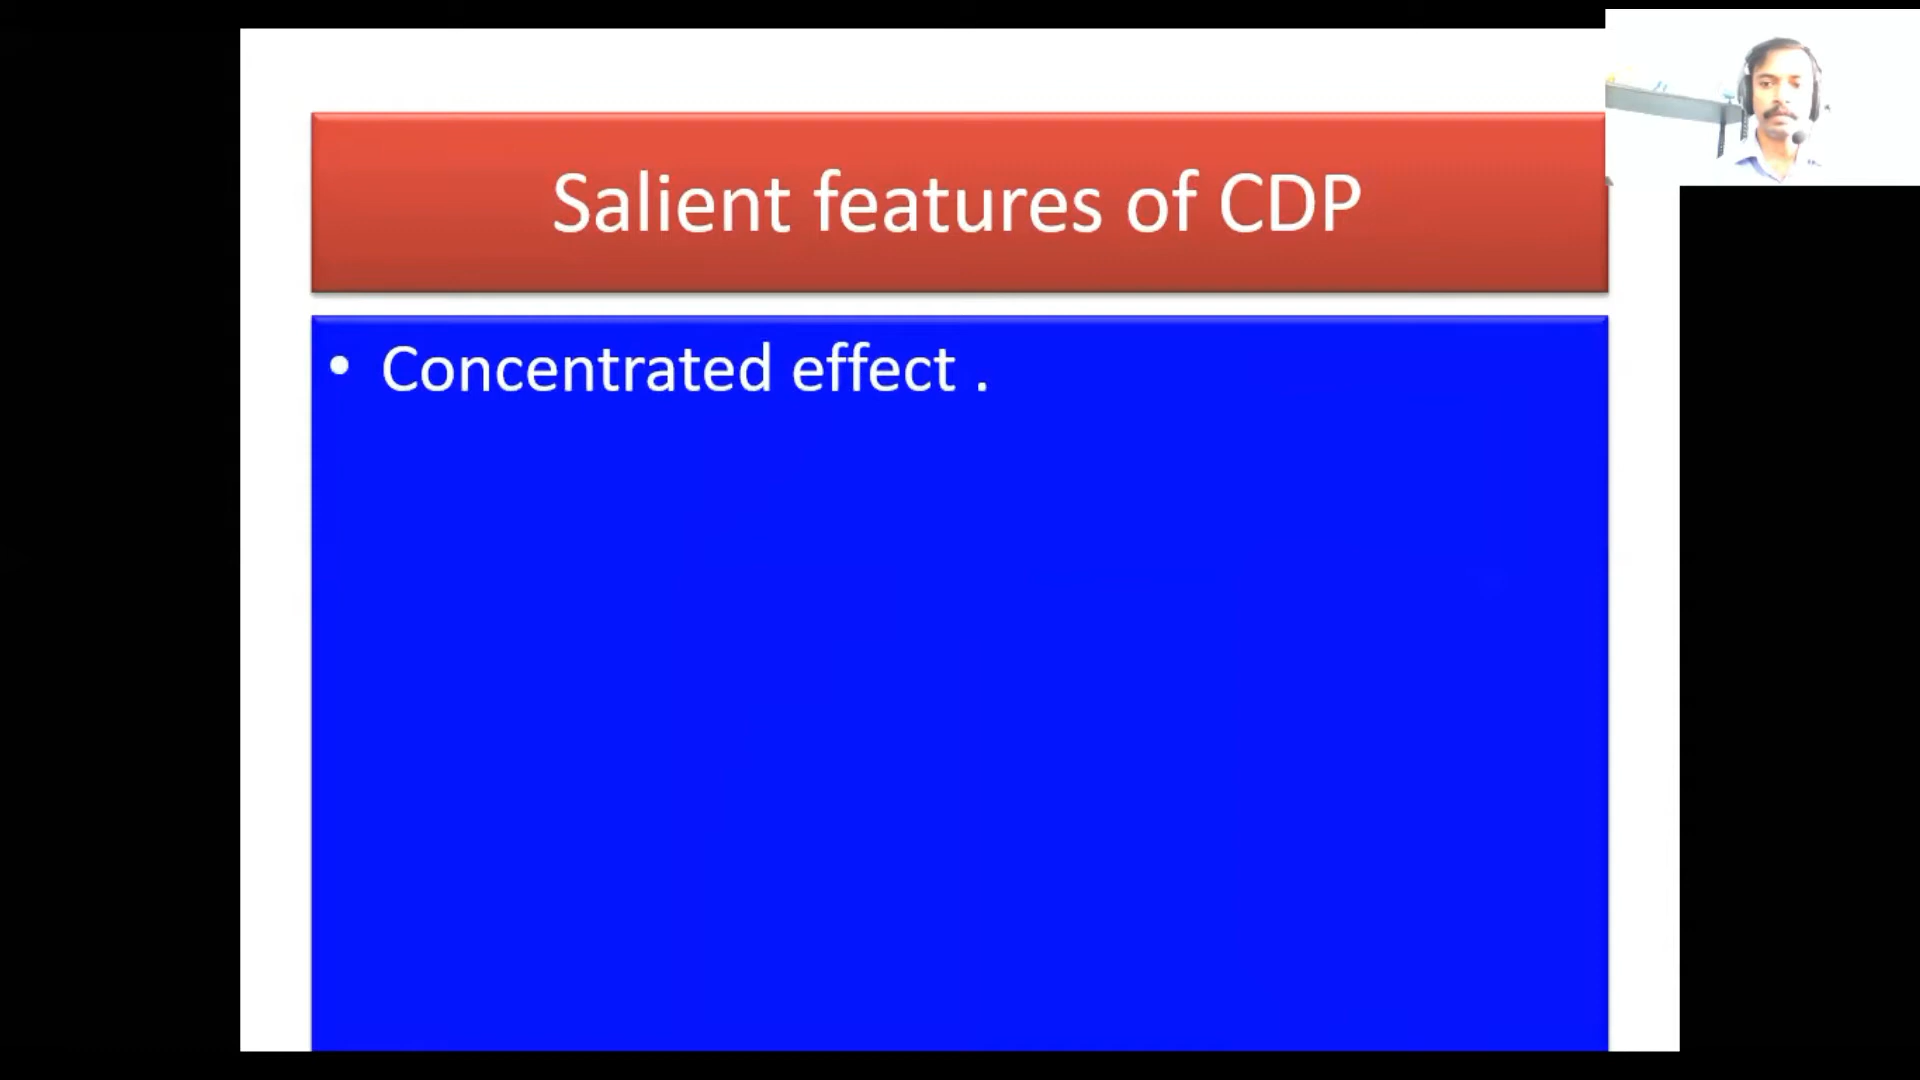 Salient features of CDP
• Concentrated effect .